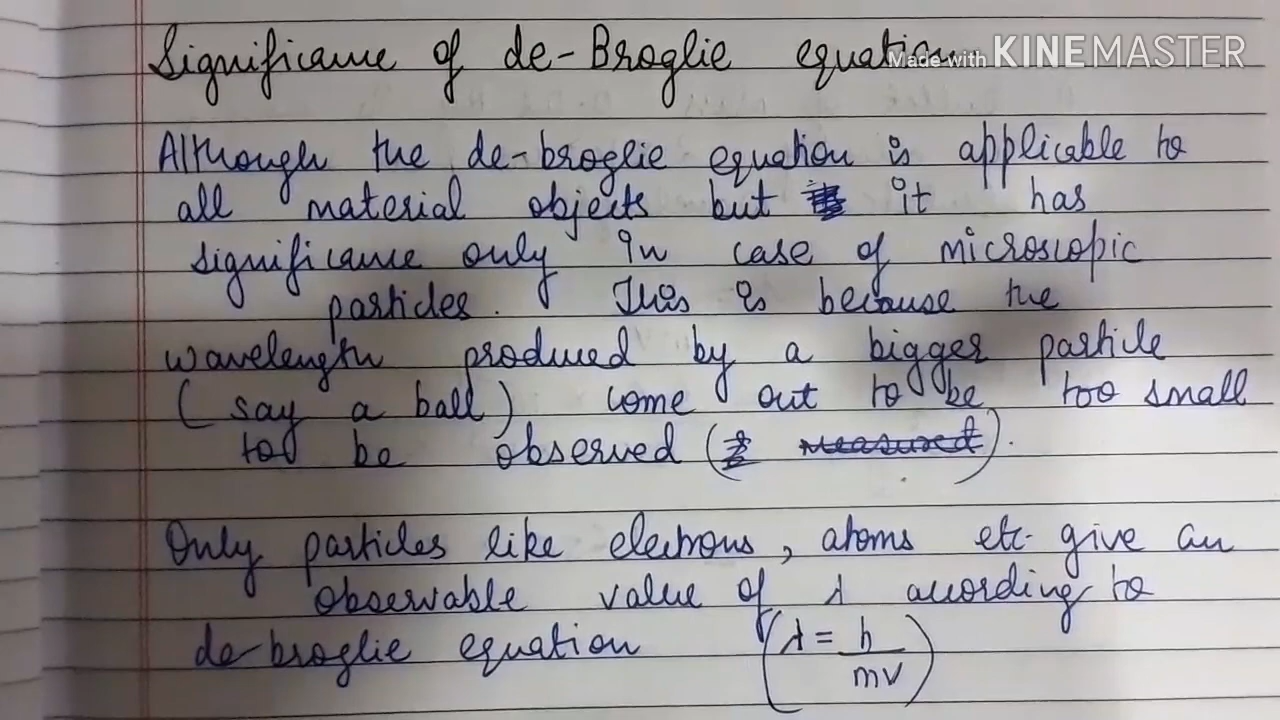 Significance of de-Broglie equation
Made with KINEMASTER
Although the de-broglie equation is applicable to
all material objects but it has
significance only in case of microscopic
particles. This is because the
wavelength produced by a bigger particle
(say a ball) come out to be too small
to be observed (measured).
Only particles like electrons, atoms etc. give an
observable value of λ according to
de-broglie equation (λ = h/mv)